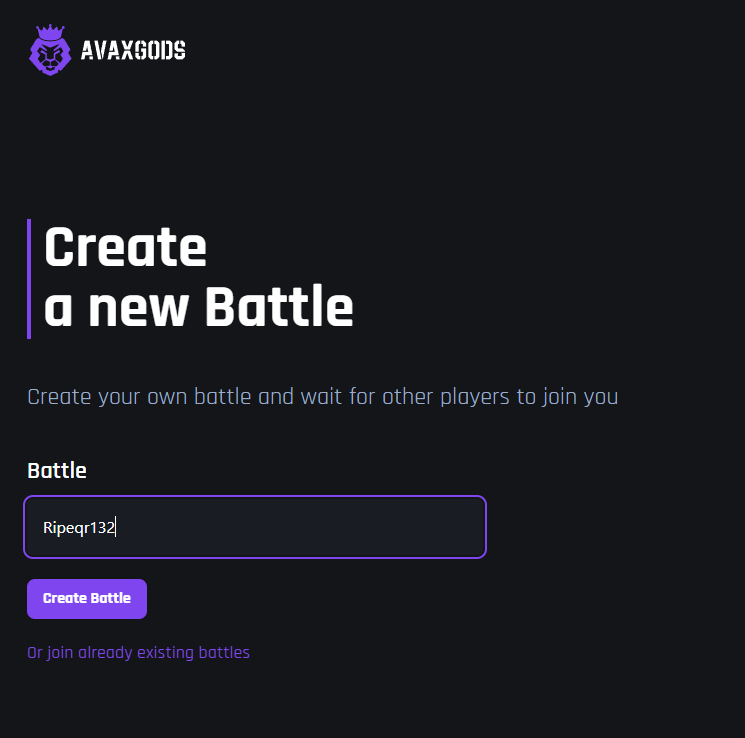 AVAXGODS
Create
a new Battle
Create your own battle and wait for other players to join you
Battle
Ripeqr132
Create Battle
Or join already existing battles